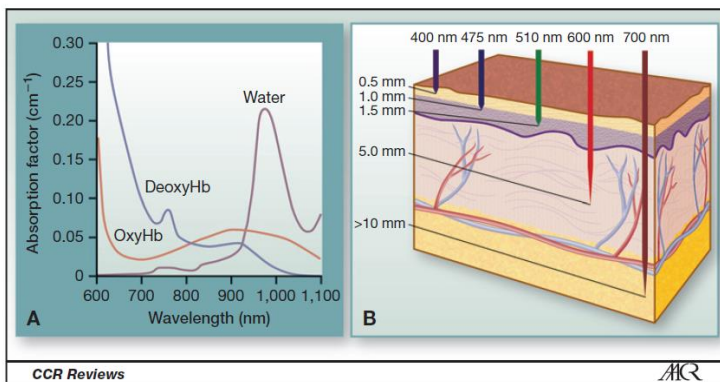 0.30
0.25
0.20
0.15
0.10
0.05
0
Absorption factor (cm⁻¹)
Water
DeoxyHb
OxyHb
600 700 800 900 1,000 1,100
Wavelength (nm)
A
B
400 nm 475 nm 510 nm 600 nm 700 nm
0.5 mm
1.0 mm
1.5 mm
5.0 mm
>10 mm
CCR Reviews
AACR